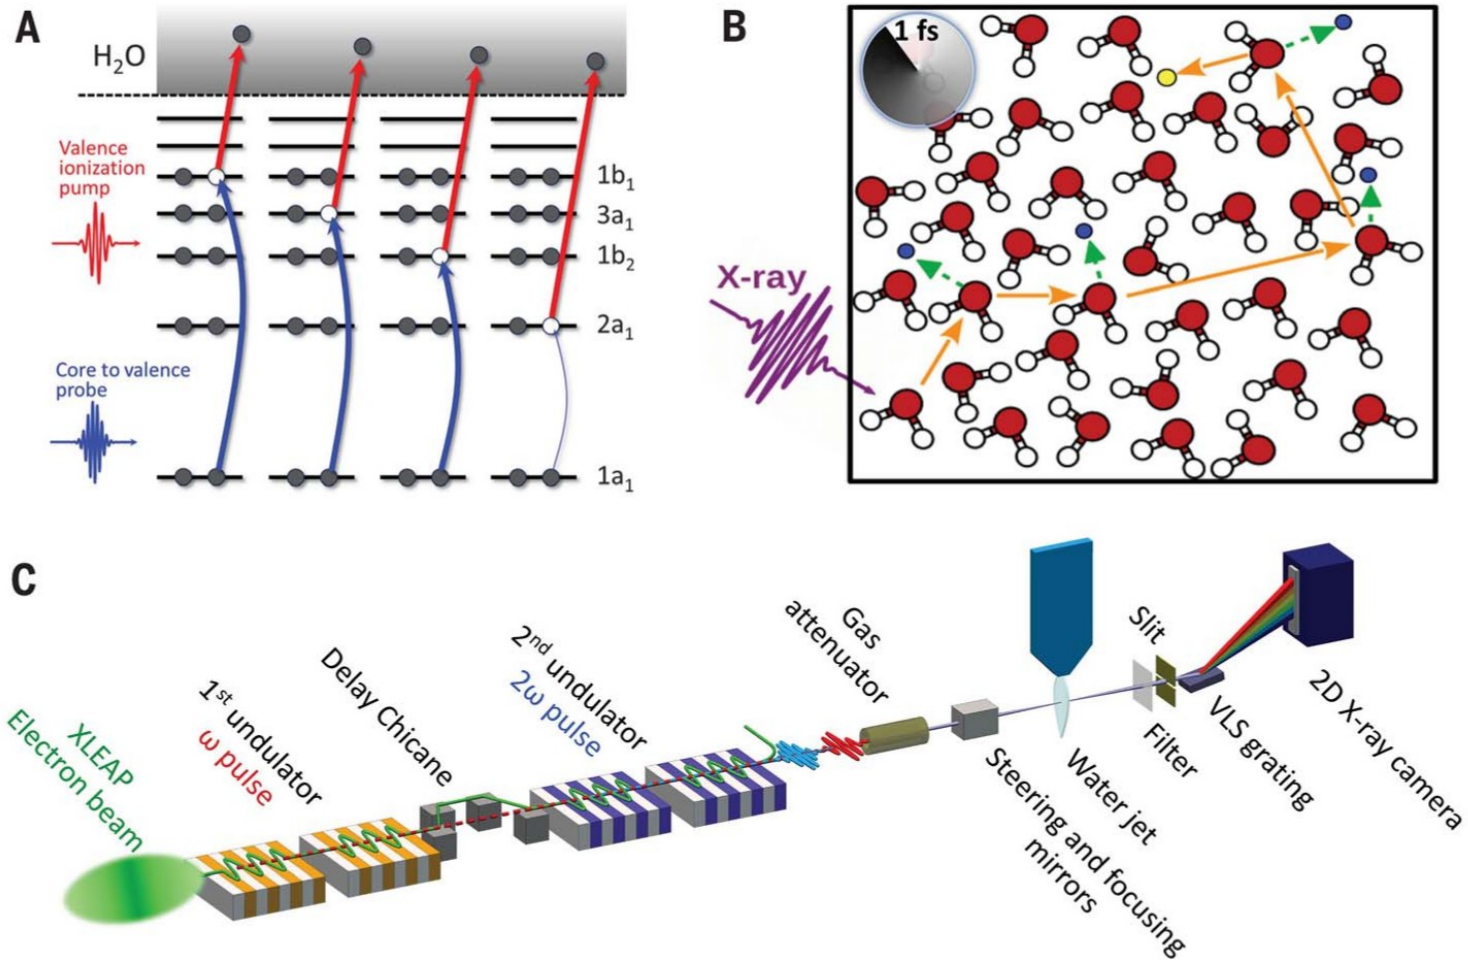 A
H₂O
Valence
ionization
pump
Core to valence
probe
1b₁
3a₁
1b₂
2a₁
1a₁
B
1 fs
X-ray
C
XLEAP
Electron beam
1ˢᵗ undulator
ω pulse
Delay Chicane
2ⁿᵈ undulator
2ω pulse
Gas
attenuator
Steering and focusing
mirrors
Water jet
Filter
Slit
VLS grating
2D X-ray camera